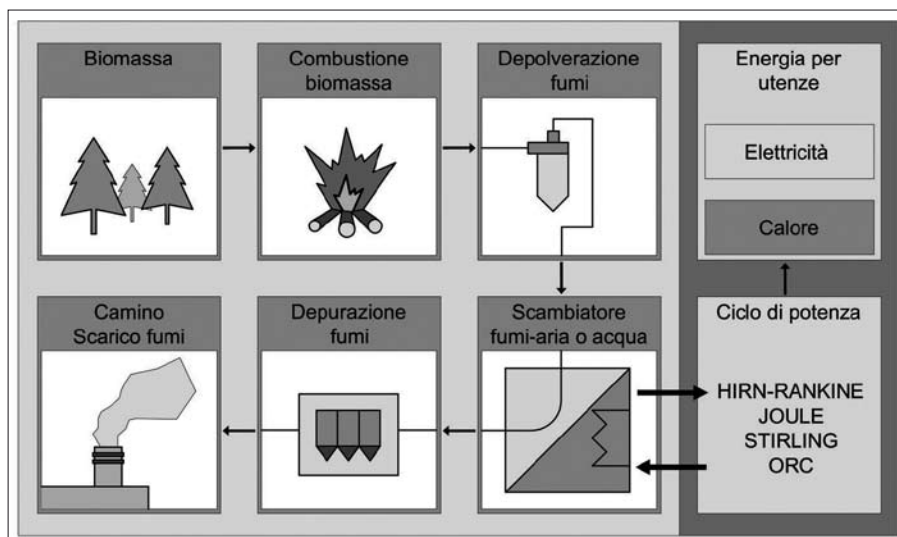 Biomassa
Combustione
biomassa
Depolverazione
fumi
Energia per
utenze
Elettricità
Calore
Camino
Scarico fumi
Depurazione
fumi
Scambiatore
fumi-aria o acqua
Ciclo di potenza
HIRN-RANKINE
JOULE
STIRLING
ORC